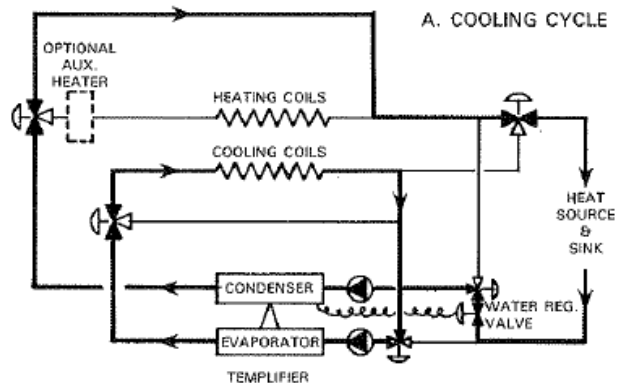 A. COOLING CYCLE
OPTIONAL
AUX.
HEATER
HEATING COILS
COOLING COILS
HEAT
SOURCE
&
SINK
CONDENSER
WATER REG.
VALVE
EVAPORATOR
TEMPLIFIER